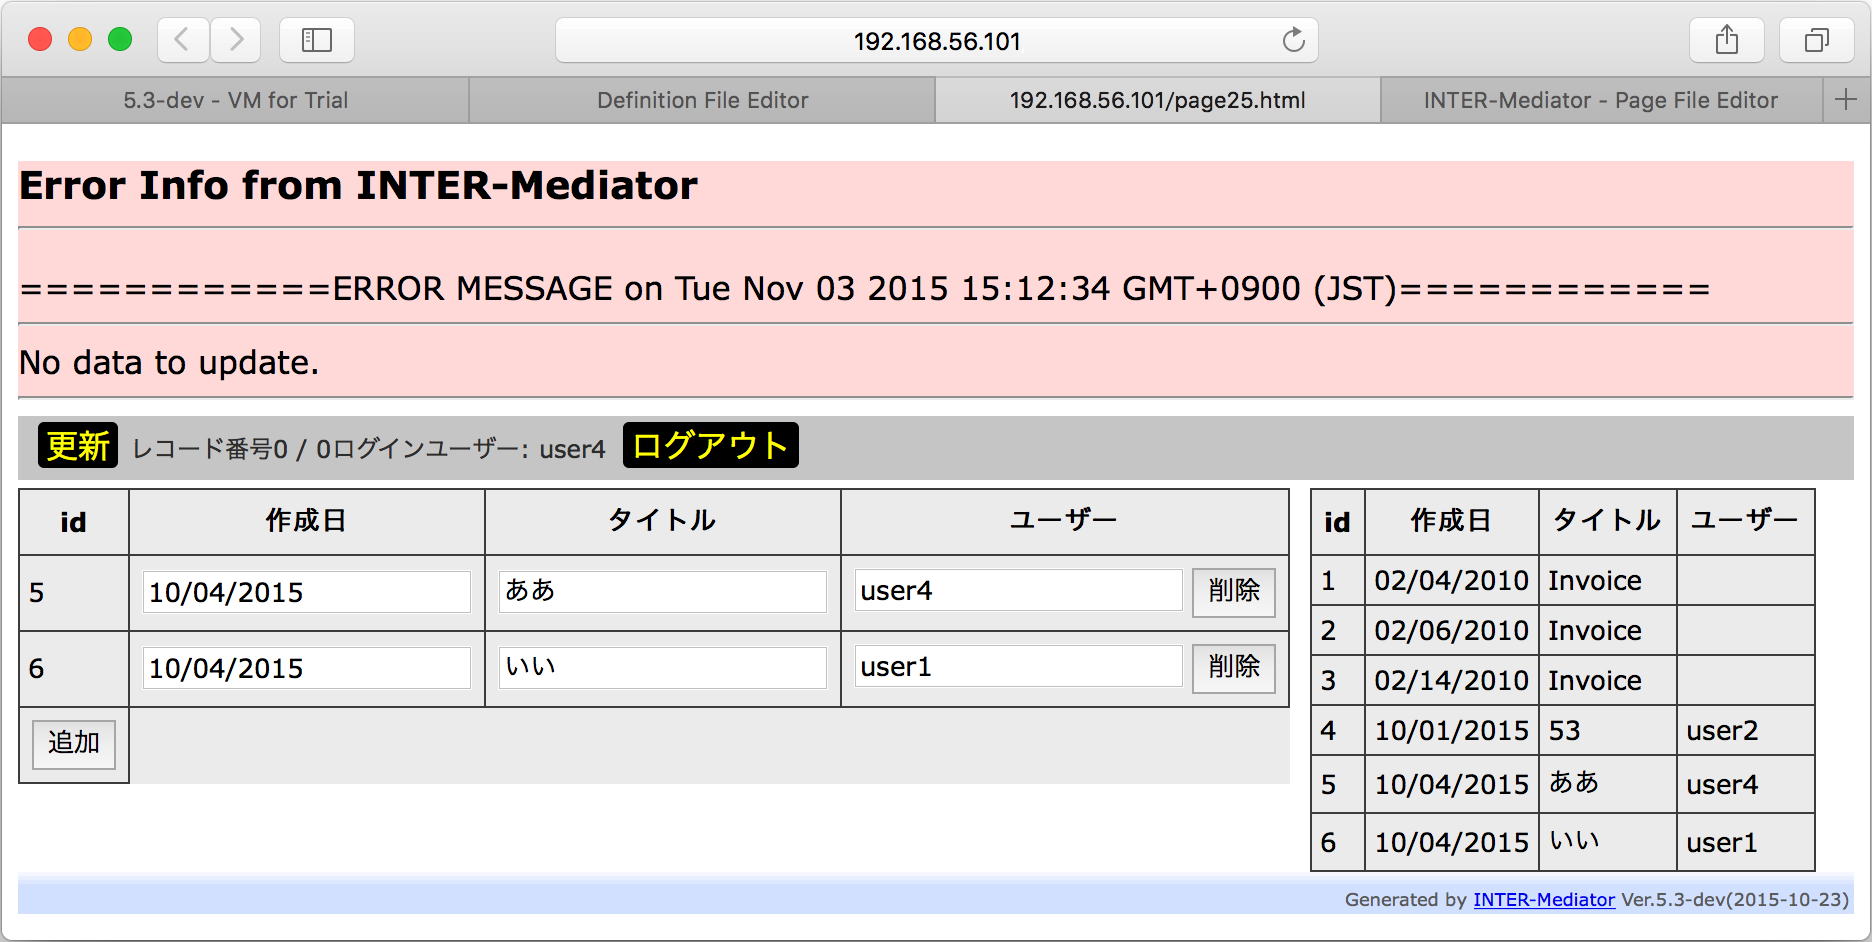 192.168.56.101
5.3-dev - VM for Trial Definition File Editor 192.168.56.101/page25.html INTER-Mediator - Page File Editor
Error Info from INTER-Mediator
============ERROR MESSAGE on Tue Nov 03 2015 15:12:34 GMT+0900 (JST)============
No data to update.
更新 レコード番号0 / 0ログインユーザー: user4 ログアウト
id 作成日 タイトル ユーザー
5 10/04/2015 ああ user4 削除
6 10/04/2015 いい user1 削除
追加
id 作成日 タイトル ユーザー
1 02/04/2010 Invoice
2 02/06/2010 Invoice
3 02/14/2010 Invoice
4 10/01/2015 53 user2
5 10/04/2015 ああ user4
6 10/04/2015 いい user1
Generated by INTER-Mediator Ver.5.3-dev(2015-10-23)